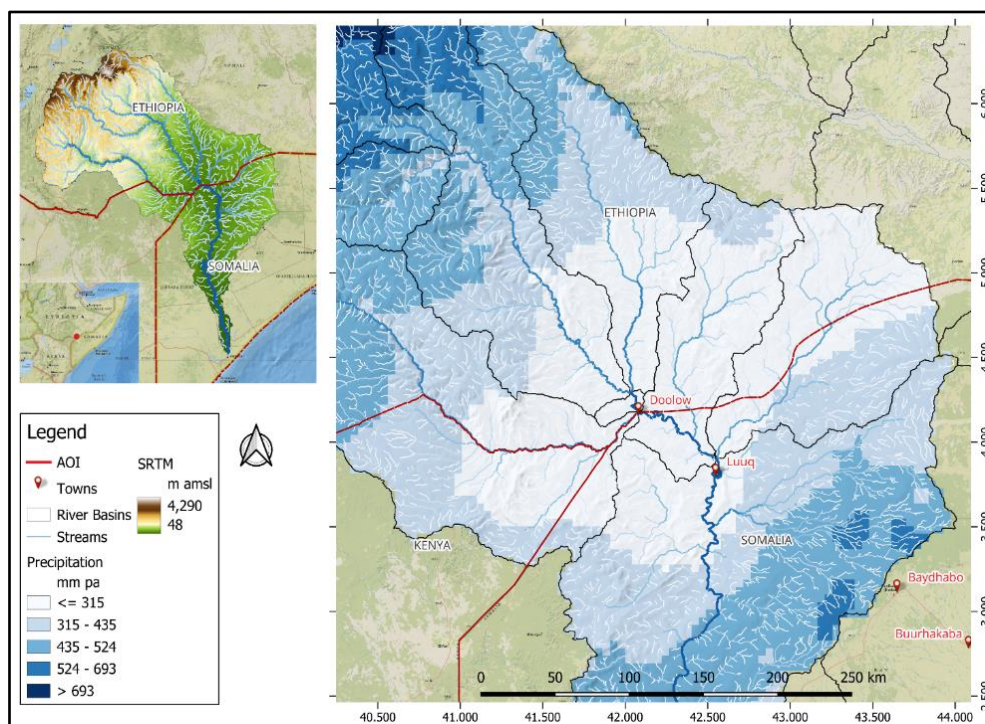 ETHIOPIA
SOMALIA
ETHIOPIA
Legend
AOI
Towns
River Basins
Streams
SRTM
m amsl
4,290
48
Precipitation
mm pa
<= 315
315 - 435
435 - 524
524 - 693
> 693
ETHIOPIA
Doolow
Luuq
KENYA
SOMALIA
Baydhabo
Buurhakaba
0 50 100 150 200 250 km
40.500 41.000 41.500 42.000 42.500 43.000 43.500 44.000
6.000
5.500
5.000
4.500
4.000
3.500
3.000
2.500